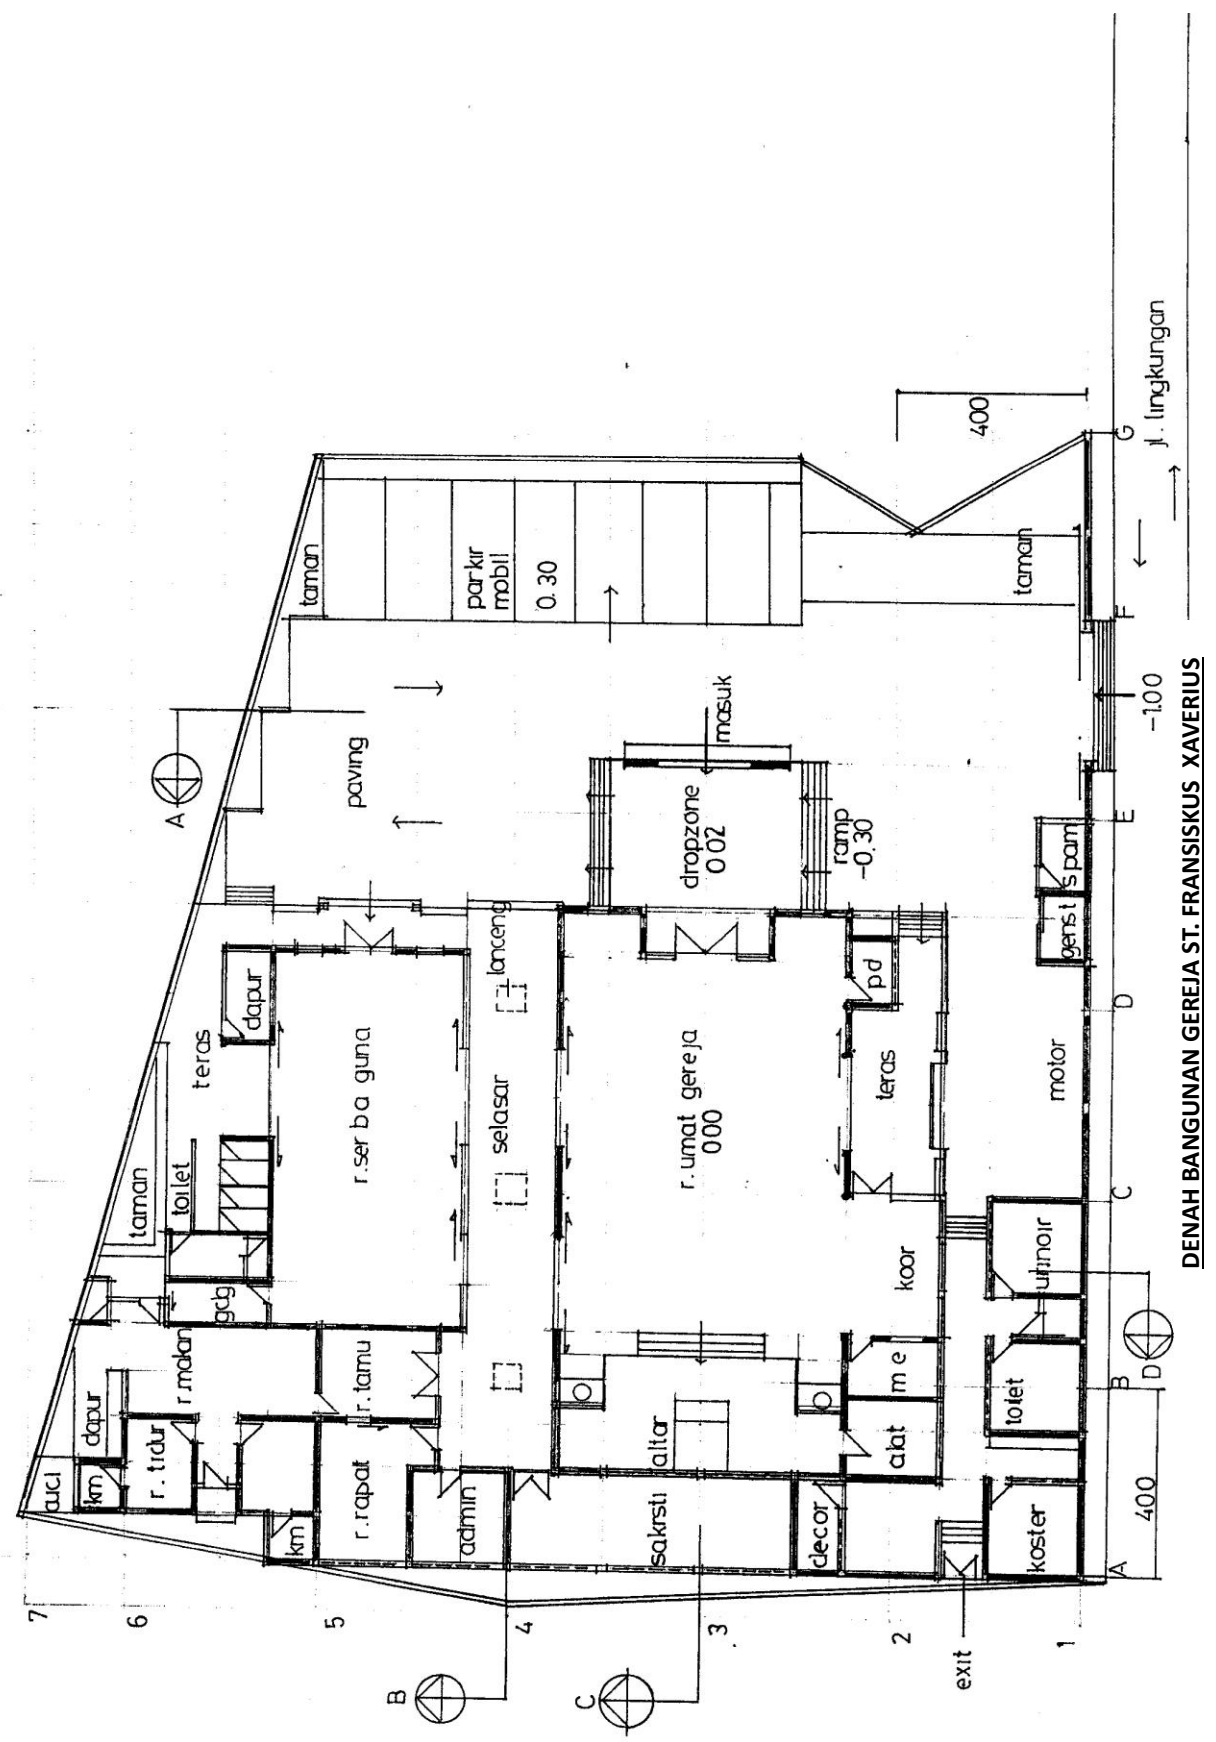 7
6
5
4
3
2
1
A
B
C
D
E
F
G
A
B
C
D
cuci
km
dapur
r. tidur
r.makan
km
r.rapat
r.tamu
admin
gdg
toilet
taman
teras
dapur
r.serba guna
selasar
lonceng
paving
taman
parkir
mobil
0.30
masuk
dropzone
0.02
ramp
-0.30
r. umat gereja
0.00
altar
sakrsti
decor
alat
m e
koor
teras
pd
motor
genst
s pam
taman
toilet
koster
exit
400
400
-1.00
jl. lingkungan
DENAH BANGUNAN GEREJA ST. FRANSISKUS XAVERIUS